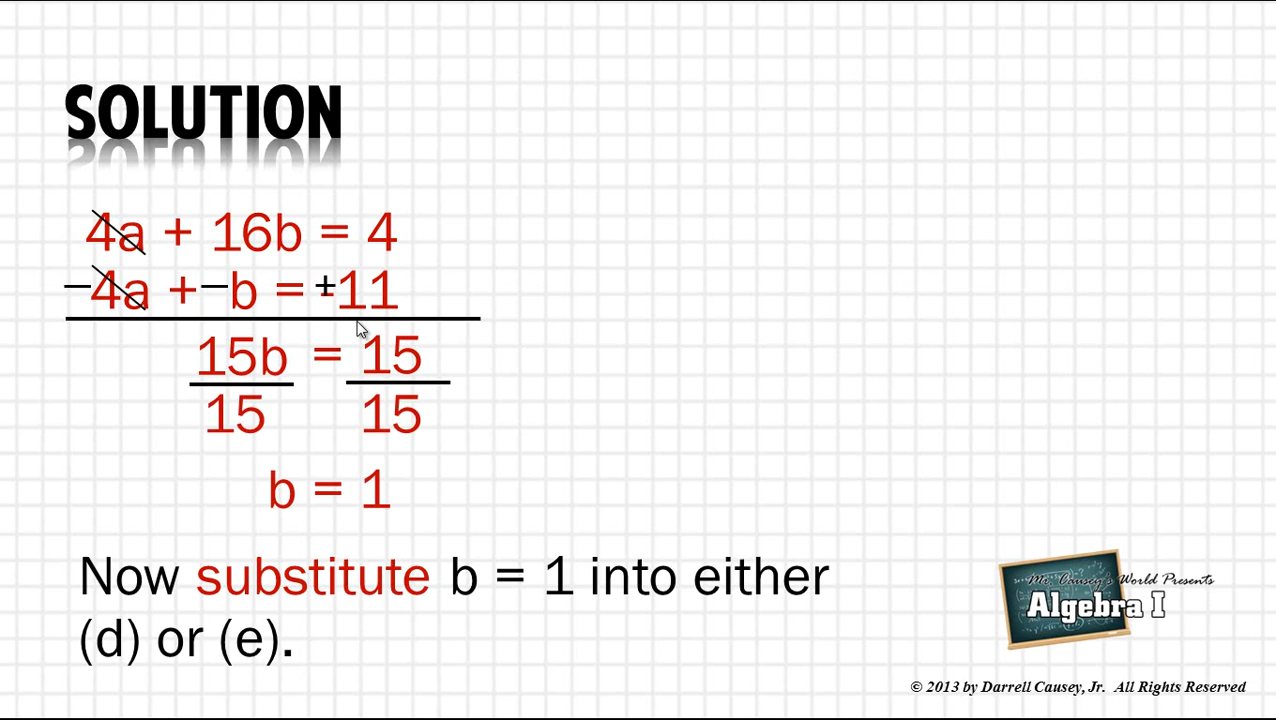 SOLUTION
4a + 16b = 4
−4a + −b = ±11
15b = 15
15 15
b = 1
Now substitute b = 1 into either
(d) or (e).
Mr. Causey's World Presents
Algebra I
© 2013 by Darrell Causey, Jr. All Rights Reserved